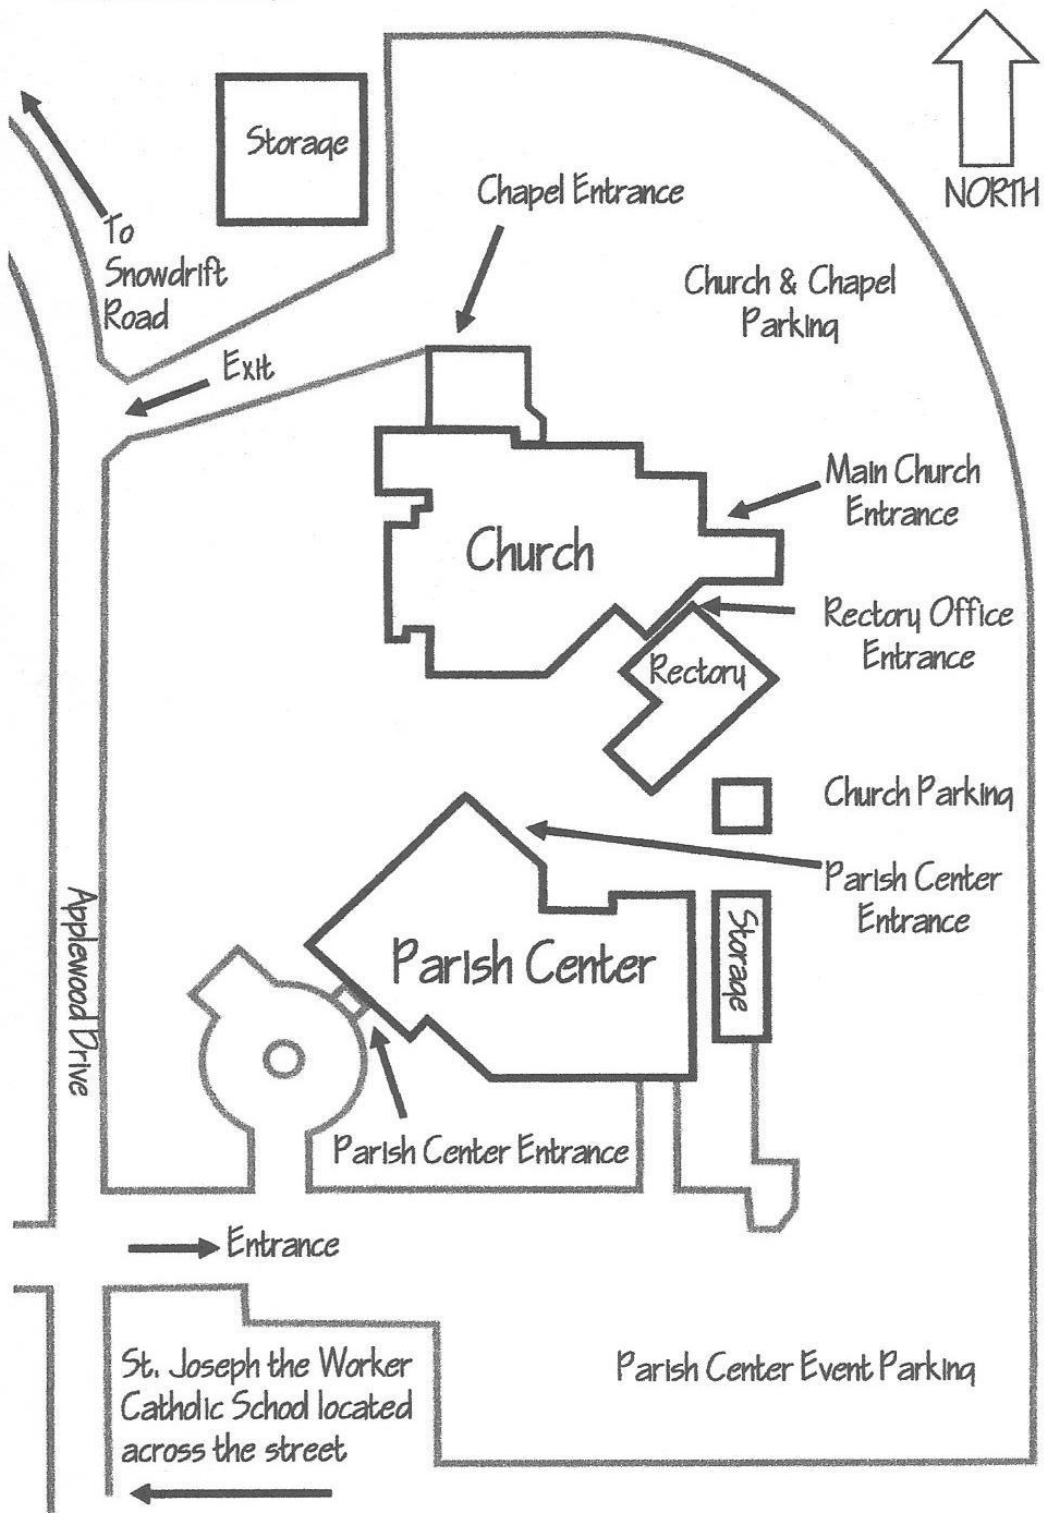 Storage
NORTH
Chapel Entrance
To
Snowdrift
Road
Church & Chapel
Parking
Exit
Main Church
Entrance
Church
Rectory Office
Entrance
Rectory
Church Parking
Parish Center
Entrance
Applewood Drive
Parish Center
Storage
Parish Center Entrance
Entrance
St. Joseph the Worker
Catholic School located
across the street
Parish Center Event Parking